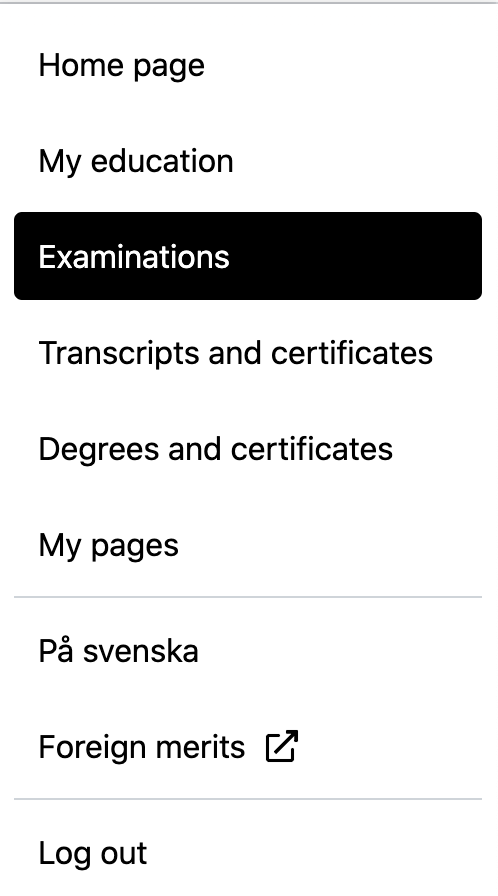 Home page
My education
Examinations
Transcripts and certificates
Degrees and certificates
My pages
På svenska
Foreign merits
Log out